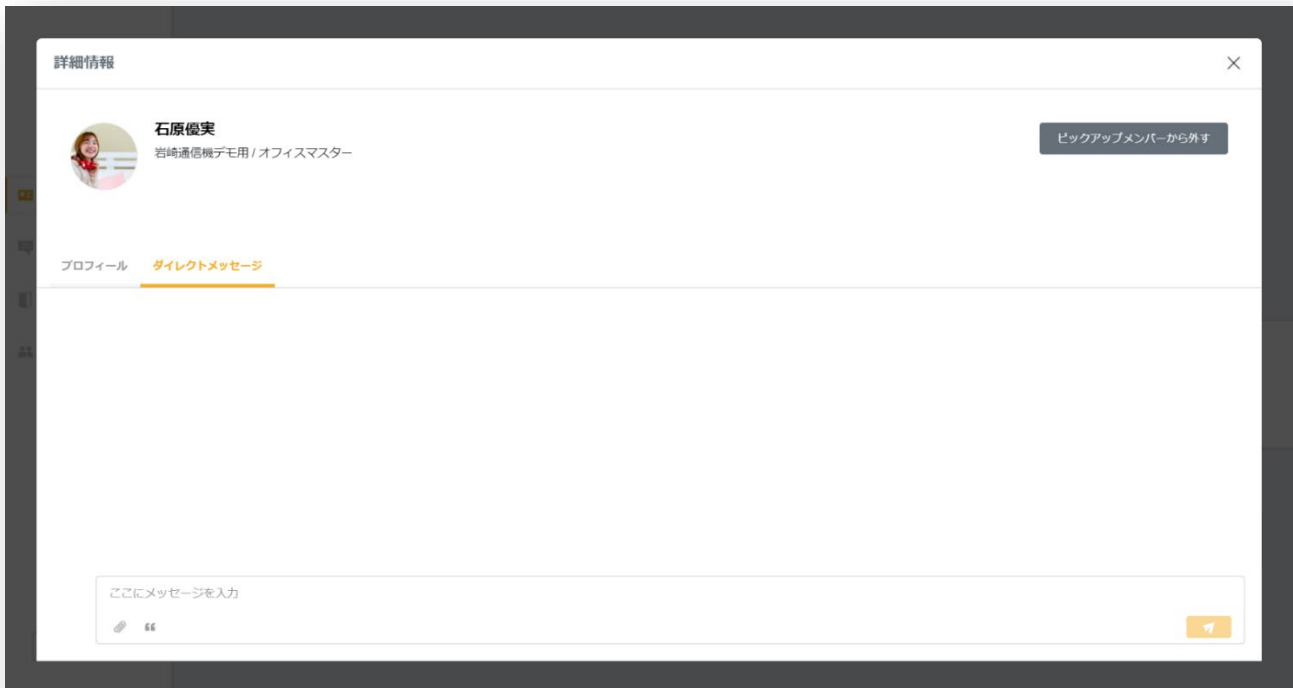 詳細情報
石原優実
岩崎通信機デモ用 / オフィスマスター
ピックアップメンバーから外す
プロフィール ダイレクトメッセージ
ここにメッセージを入力